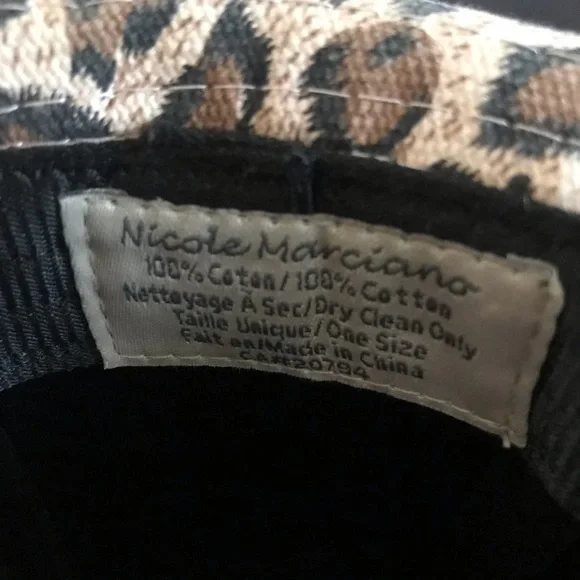 Nicole Marciano
100% Coton/100% Cotton
Nettoyage À Sec/Dry Clean Only
Taille Unique/One Size
Fait en/Made in China
CA#20794